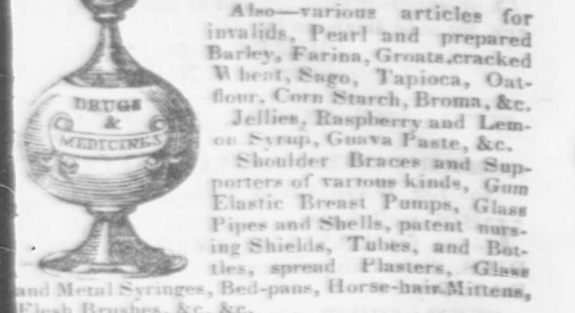 Also—various articles for
invalids, Pearl and prepared
Barley, Farina, Groats, cracked
Wheat, Sago, Tapioca, Oat-
flour, Corn Starch, Broma, &c.
Jellies, Raspberry and Lem-
on Syrup, Guava Paste, &c.
Shoulder Braces and Sup-
porters of various kinds, Gum
Elastic Breast Pumps, Glass
Pipes and Shells, patent nurs-
ing Shields, Tubes, and Bot-
tles, spread Plasters, Glass
and Metal Syringes, Bed-pans, Horse-hair Mittens,
Flesh Brushes, &c. &c.
DRUGS
&
MEDICINES